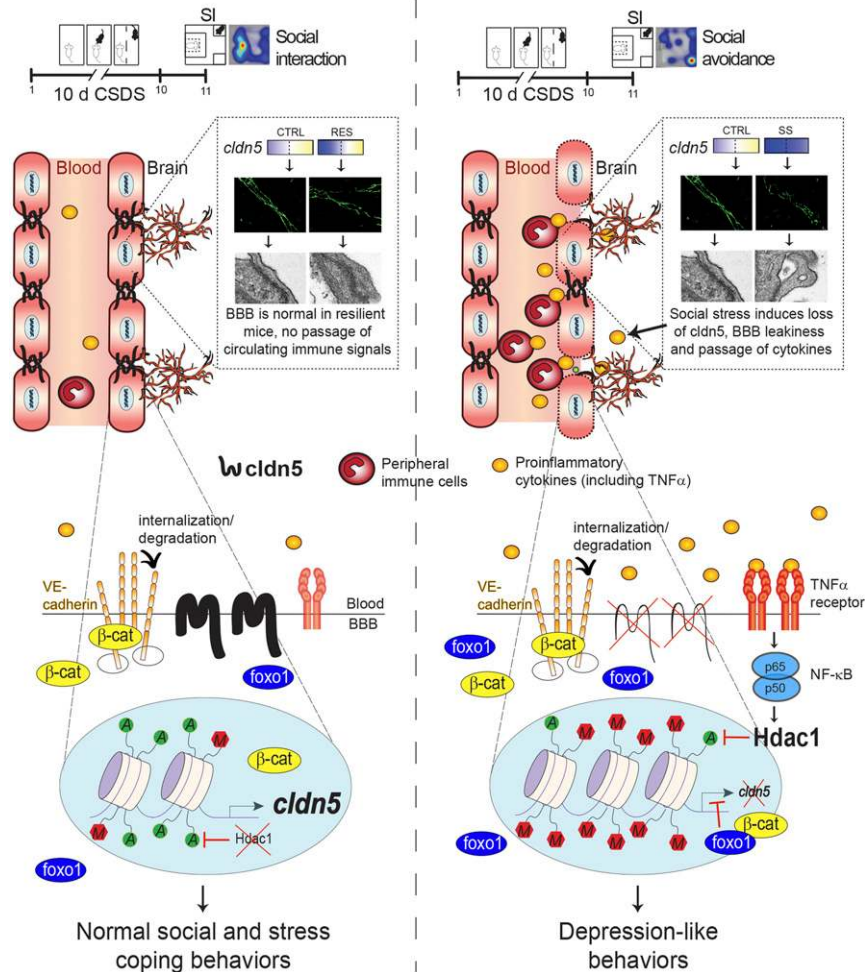 SI
Social
interaction
1
10 d CSDS
10
11
CTRL
RES
cldn5
Blood
Brain
BBB is normal in resilient
mice, no passage of
circulating immune signals
SI
Social
avoidance
1
10 d CSDS
10
11
CTRL
SS
cldn5
Blood
Brain
Social stress induces loss
of cldn5, BBB leakiness
and passage of cytokines
cldn5
Peripheral
immune cells
Proinflammatory
cytokines (including TNFα)
internalization/
degradation
VE-
cadherin
Blood
BBB
β-cat
β-cat
foxo1
A
A
A
M
β-cat
cldn5
M
A
A
A
Hdac1
foxo1
Normal social and stress
coping behaviors
internalization/
degradation
VE-
cadherin
TNFα
receptor
foxo1
β-cat
β-cat
foxo1
p65
p50
NF-κB
A
M
M
M
M
A
Hdac1
cldn5
β-cat
foxo1
M
M
M
M
M
M
foxo1
foxo1
Depression-like
behaviors